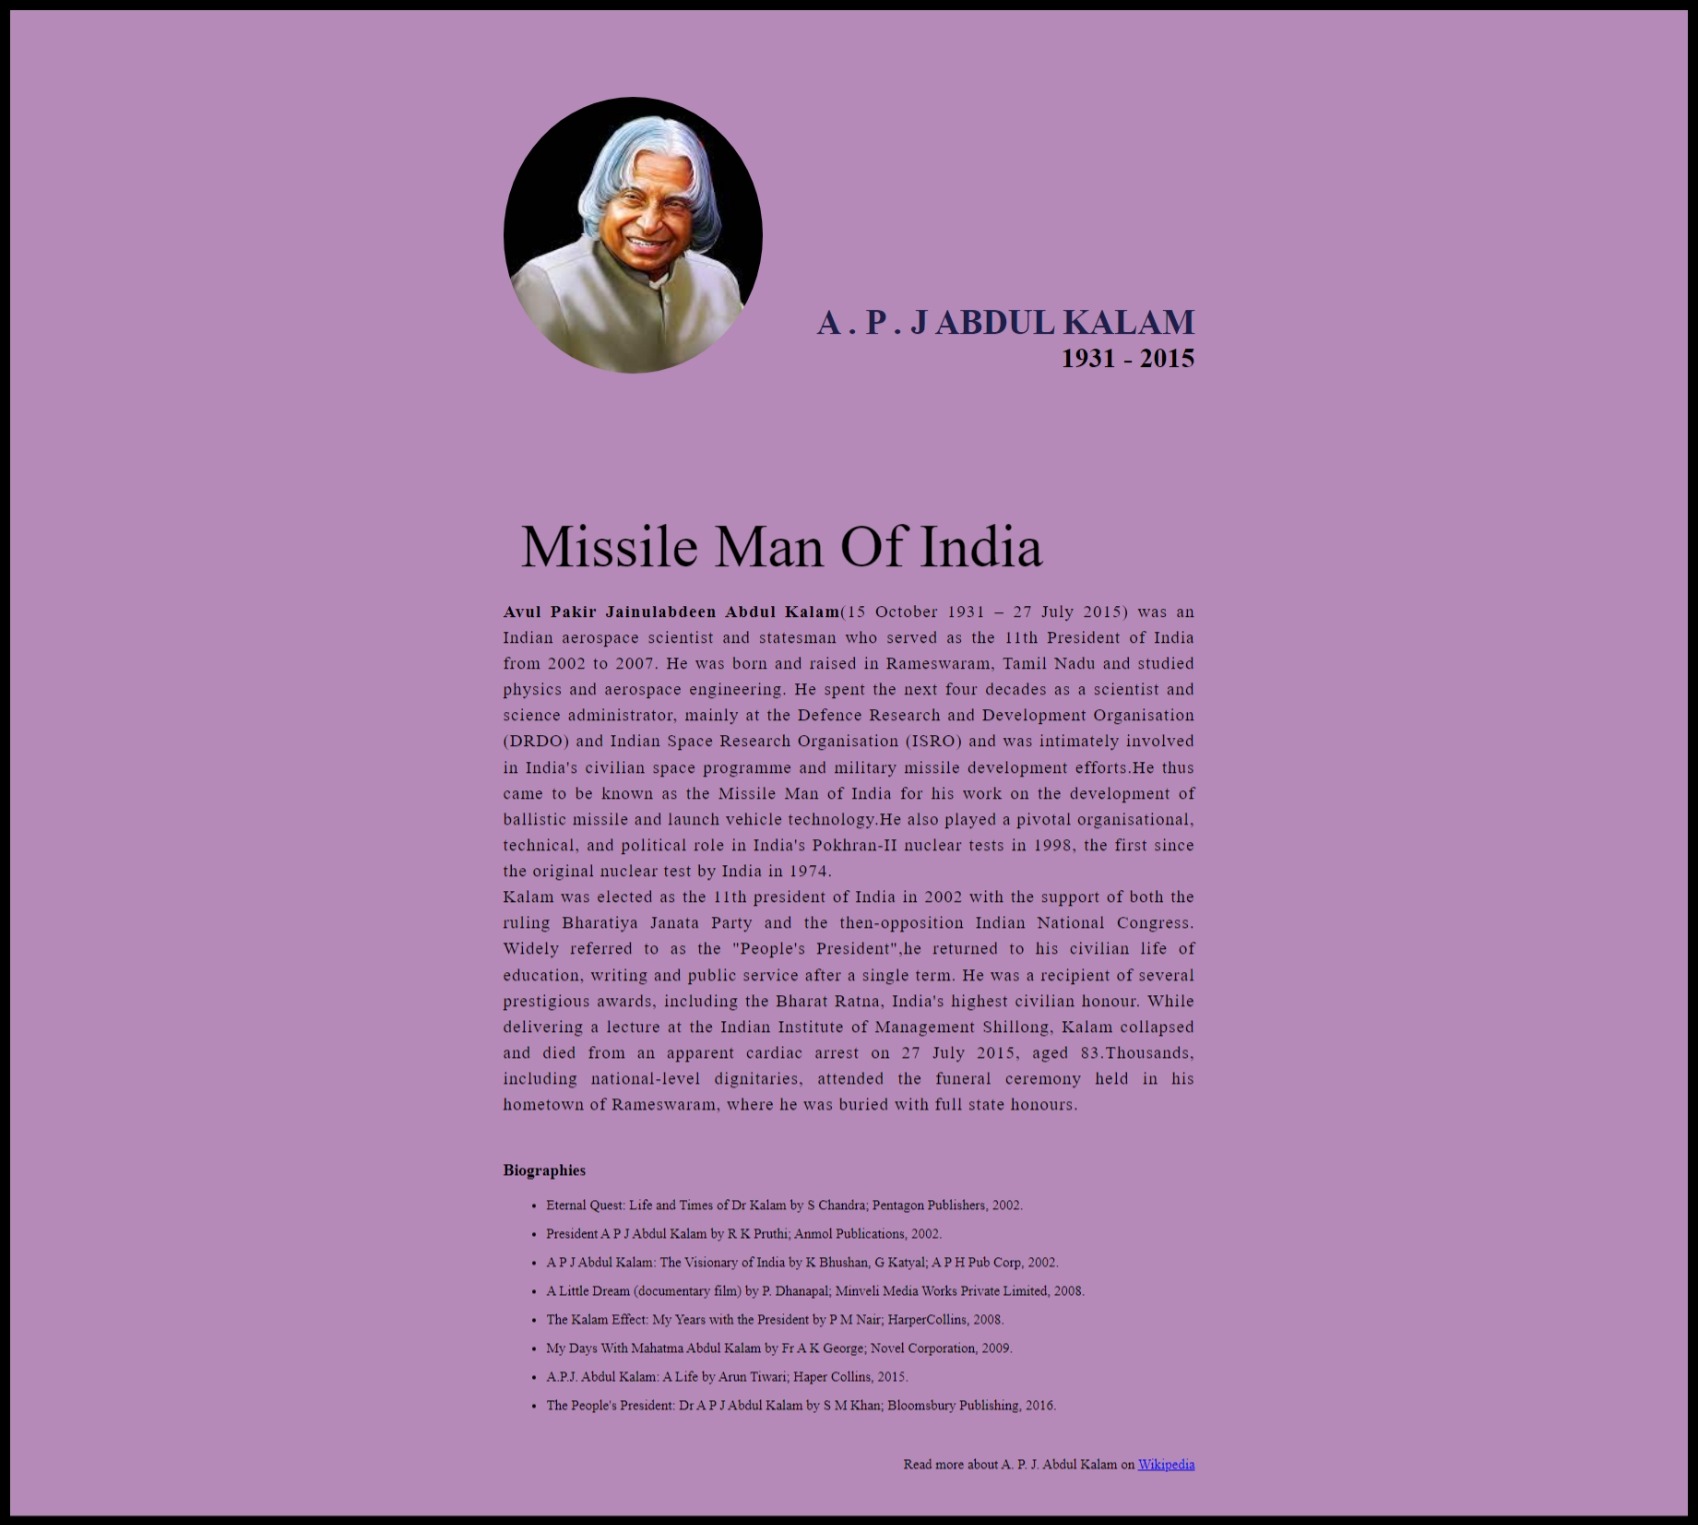 A . P . J ABDUL KALAM
1931 - 2015
Missile Man Of India
Avul Pakir Jainulabdeen Abdul Kalam(15 October 1931 – 27 July 2015) was an
Indian aerospace scientist and statesman who served as the 11th President of India
from 2002 to 2007. He was born and raised in Rameswaram, Tamil Nadu and studied
physics and aerospace engineering. He spent the next four decades as a scientist and
science administrator, mainly at the Defence Research and Development Organisation
(DRDO) and Indian Space Research Organisation (ISRO) and was intimately involved
in India's civilian space programme and military missile development efforts.He thus
came to be known as the Missile Man of India for his work on the development of
ballistic missile and launch vehicle technology.He also played a pivotal organisational,
technical, and political role in India's Pokhran-II nuclear tests in 1998, the first since
the original nuclear test by India in 1974.
Kalam was elected as the 11th president of India in 2002 with the support of both the
ruling Bharatiya Janata Party and the then-opposition Indian National Congress.
Widely referred to as the "People's President",he returned to his civilian life of
education, writing and public service after a single term. He was a recipient of several
prestigious awards, including the Bharat Ratna, India's highest civilian honour. While
delivering a lecture at the Indian Institute of Management Shillong, Kalam collapsed
and died from an apparent cardiac arrest on 27 July 2015, aged 83.Thousands,
including national-level dignitaries, attended the funeral ceremony held in his
hometown of Rameswaram, where he was buried with full state honours.
Biographies
• Eternal Quest: Life and Times of Dr Kalam by S Chandra; Pentagon Publishers, 2002.
• President A P J Abdul Kalam by R K Pruthi; Anmol Publications, 2002.
• A P J Abdul Kalam: The Visionary of India by K Bhushan, G Katyal; A P H Pub Corp, 2002.
• A Little Dream (documentary film) by P. Dhanapal; Minveli Media Works Private Limited, 2008.
• The Kalam Effect: My Years with the President by P M Nair; HarperCollins, 2008.
• My Days With Mahatma Abdul Kalam by Fr A K George; Novel Corporation, 2009.
• A.P.J. Abdul Kalam: A Life by Arun Tiwari; Haper Collins, 2015.
• The People's President: Dr A P J Abdul Kalam by S M Khan; Bloomsbury Publishing, 2016.
Read more about A. P. J. Abdul Kalam on Wikipedia